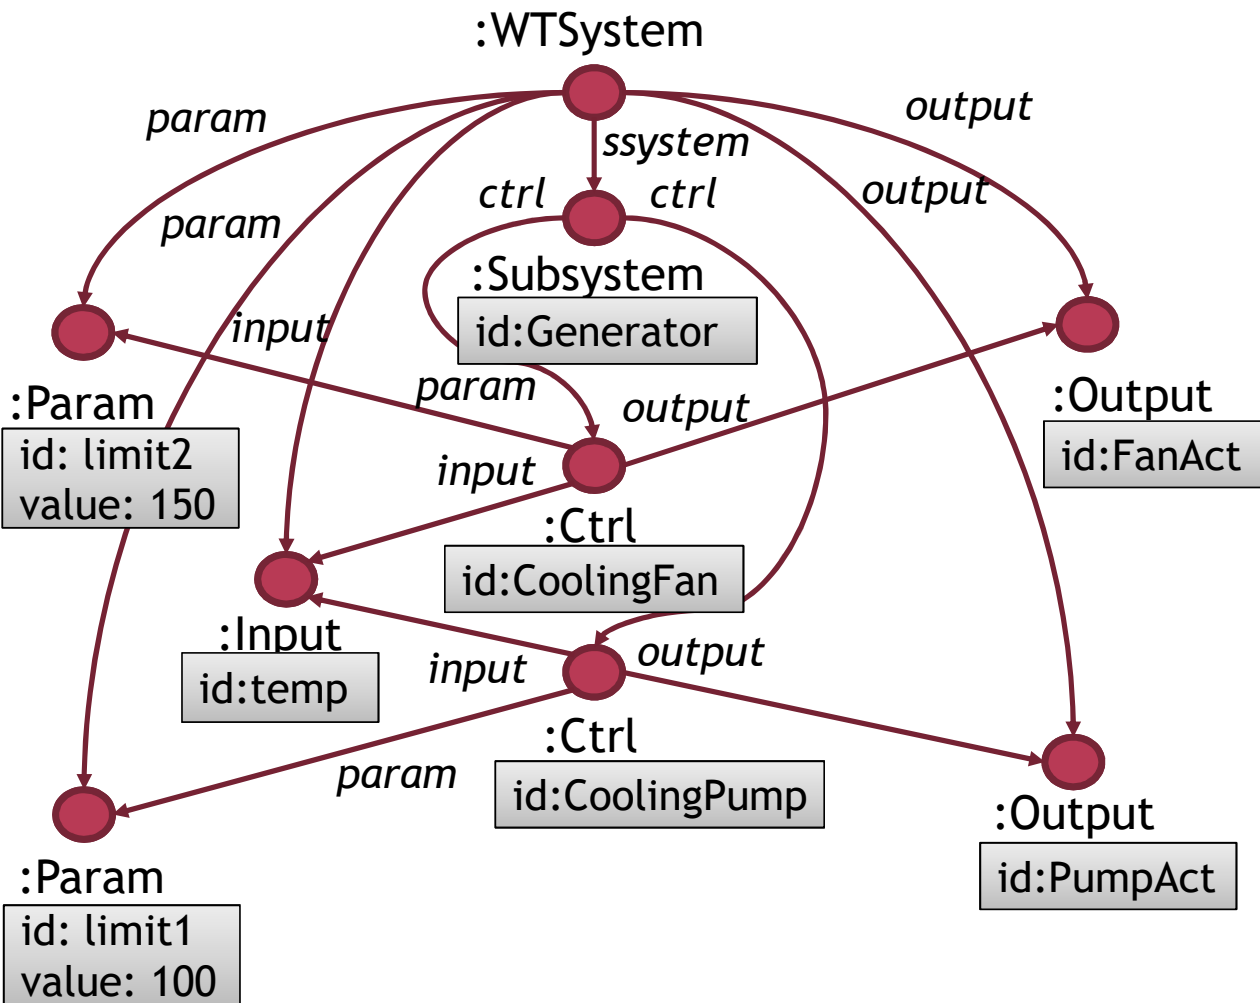 :WTSystem
param
output
ssystem
ctrl
ctrl
output
param
:Subsystem
id:Generator
input
param
output
:Param
id: limit2
value: 150
:Output
id:FanAct
input
:Ctrl
id:CoolingFan
:Input
id:temp
input
output
:Ctrl
id:CoolingPump
param
:Output
id:PumpAct
:Param
id: limit1
value: 100